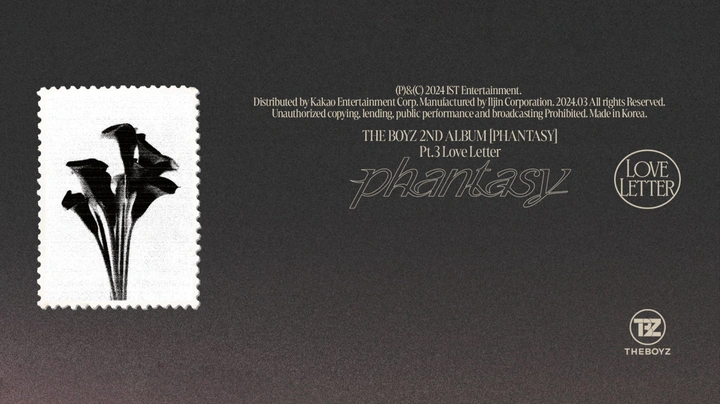 (P)&(C) 2024 IST Entertainment.
Distributed by Kakao Entertainment Corp. Manufactured by Iljin Corporation. 2024.03 All rights Reserved.
Unauthorized copying, lending, public performance and broadcasting Prohibited. Made in Korea.
THE BOYZ 2ND ALBUM [PHANTASY]
Pt.3 Love Letter
phantasy
LOVE
LETTER
TBZ
THEBOYZ